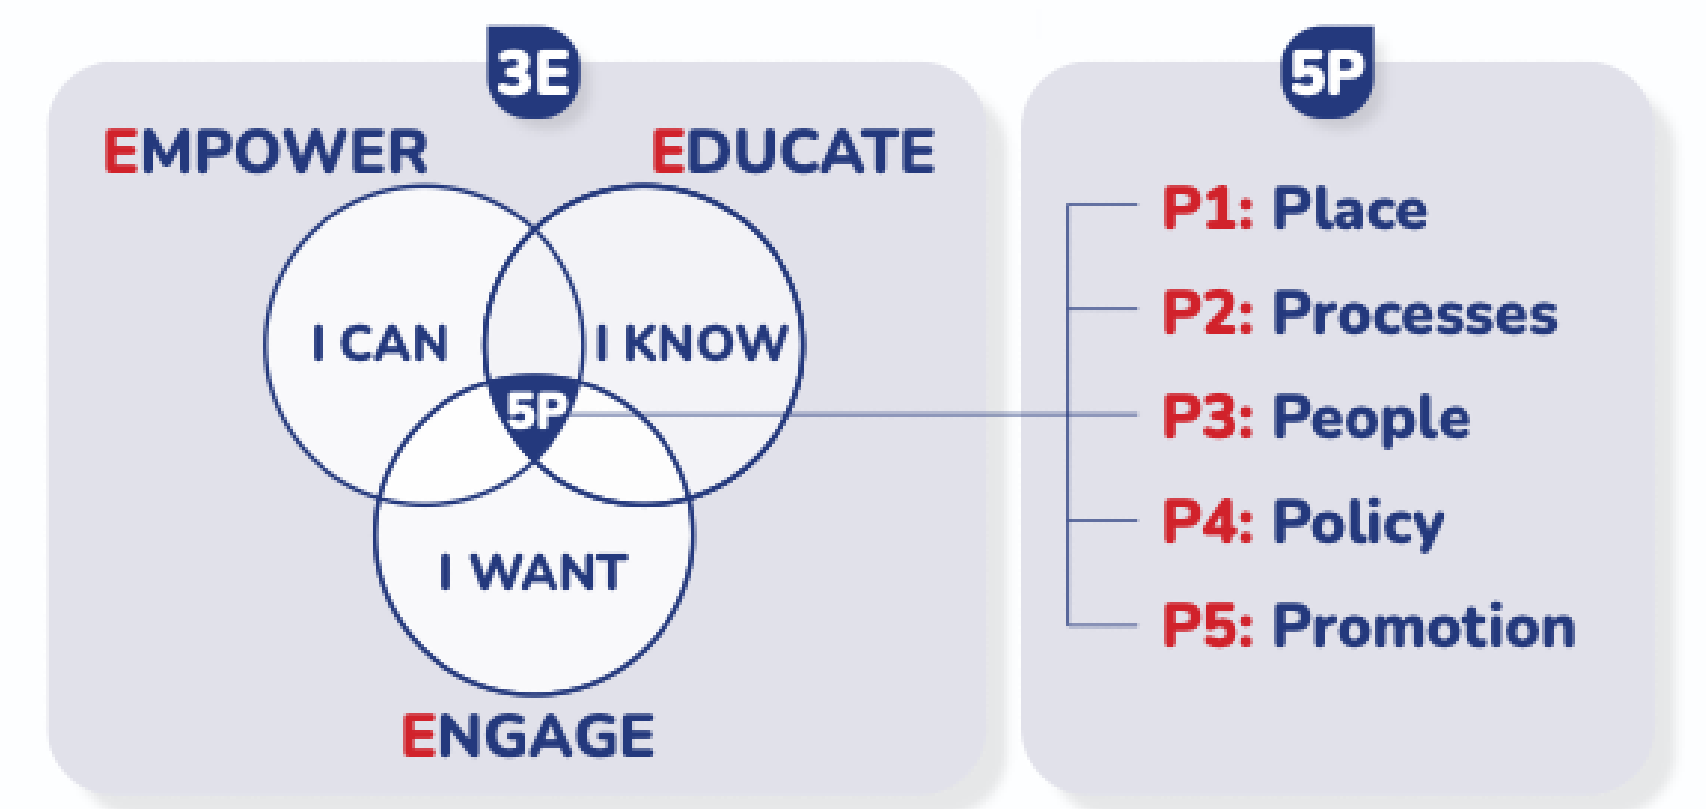 3E
EMPOWER
EDUCATE
I CAN
I KNOW
5P
I WANT
ENGAGE
5P
P1: Place
P2: Processes
P3: People
P4: Policy
P5: Promotion